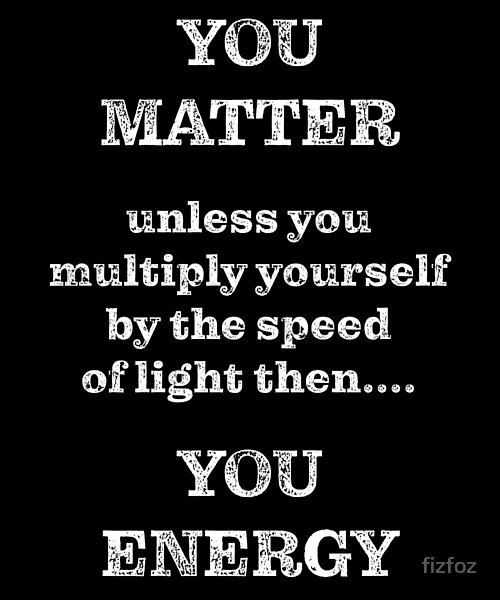 YOU
MATTER
unless you
multiply yourself
by the speed
of light then....
YOU
ENERGY
fizfoz